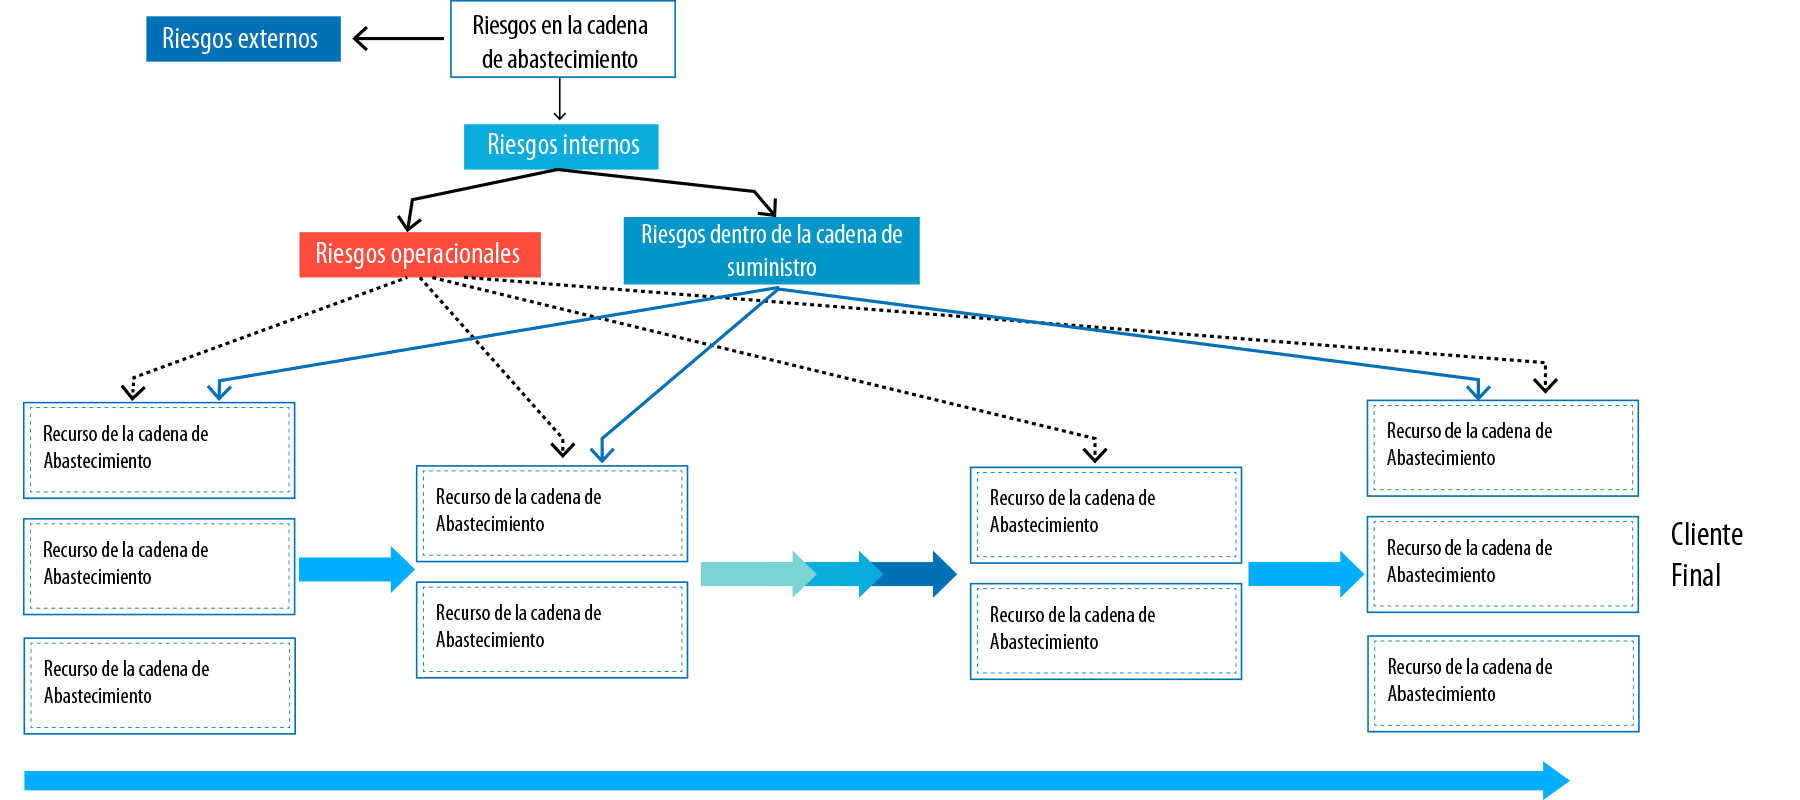 Riesgos externos
Riesgos en la cadena
de abastecimiento
Riesgos internos
Riesgos operacionales
Riesgos dentro de la cadena de
suministro
Recurso de la cadena de
Abastecimiento
Recurso de la cadena de
Abastecimiento
Recurso de la cadena de
Abastecimiento
Recurso de la cadena de
Abastecimiento
Recurso de la cadena de
Abastecimiento
Recurso de la cadena de
Abastecimiento
Recurso de la cadena de
Abastecimiento
Recurso de la cadena de
Abastecimiento
Recurso de la cadena de
Abastecimiento
Recurso de la cadena de
Abastecimiento
Cliente
Final